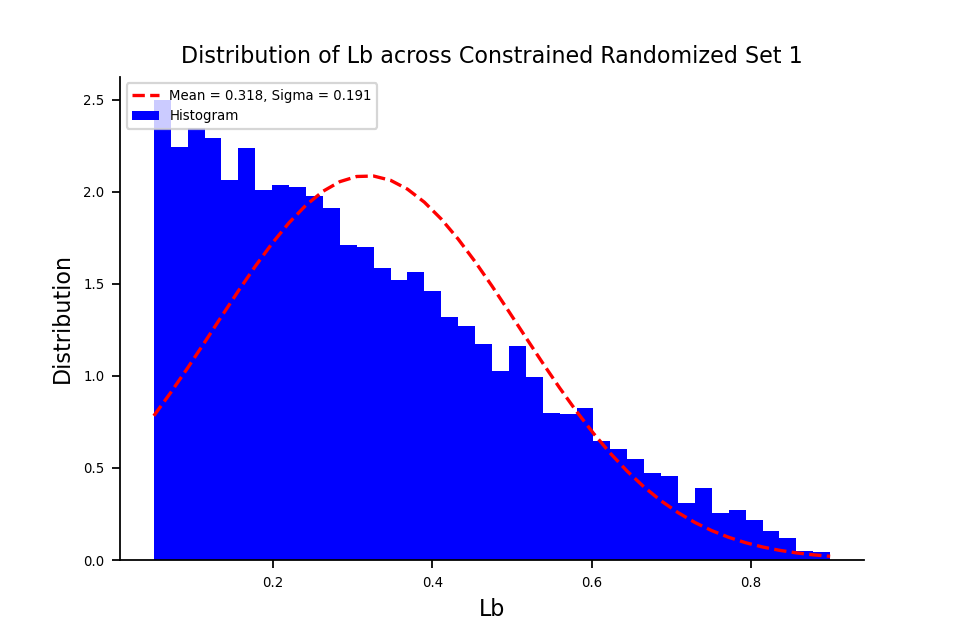 Distribution of Lb across Constrained Randomized Set 1
Mean = 0.318, Sigma = 0.191
Histogram
2.5
2.0
1.5
1.0
0.5
0.0
Distribution
0.2
0.4
0.6
0.8
Lb